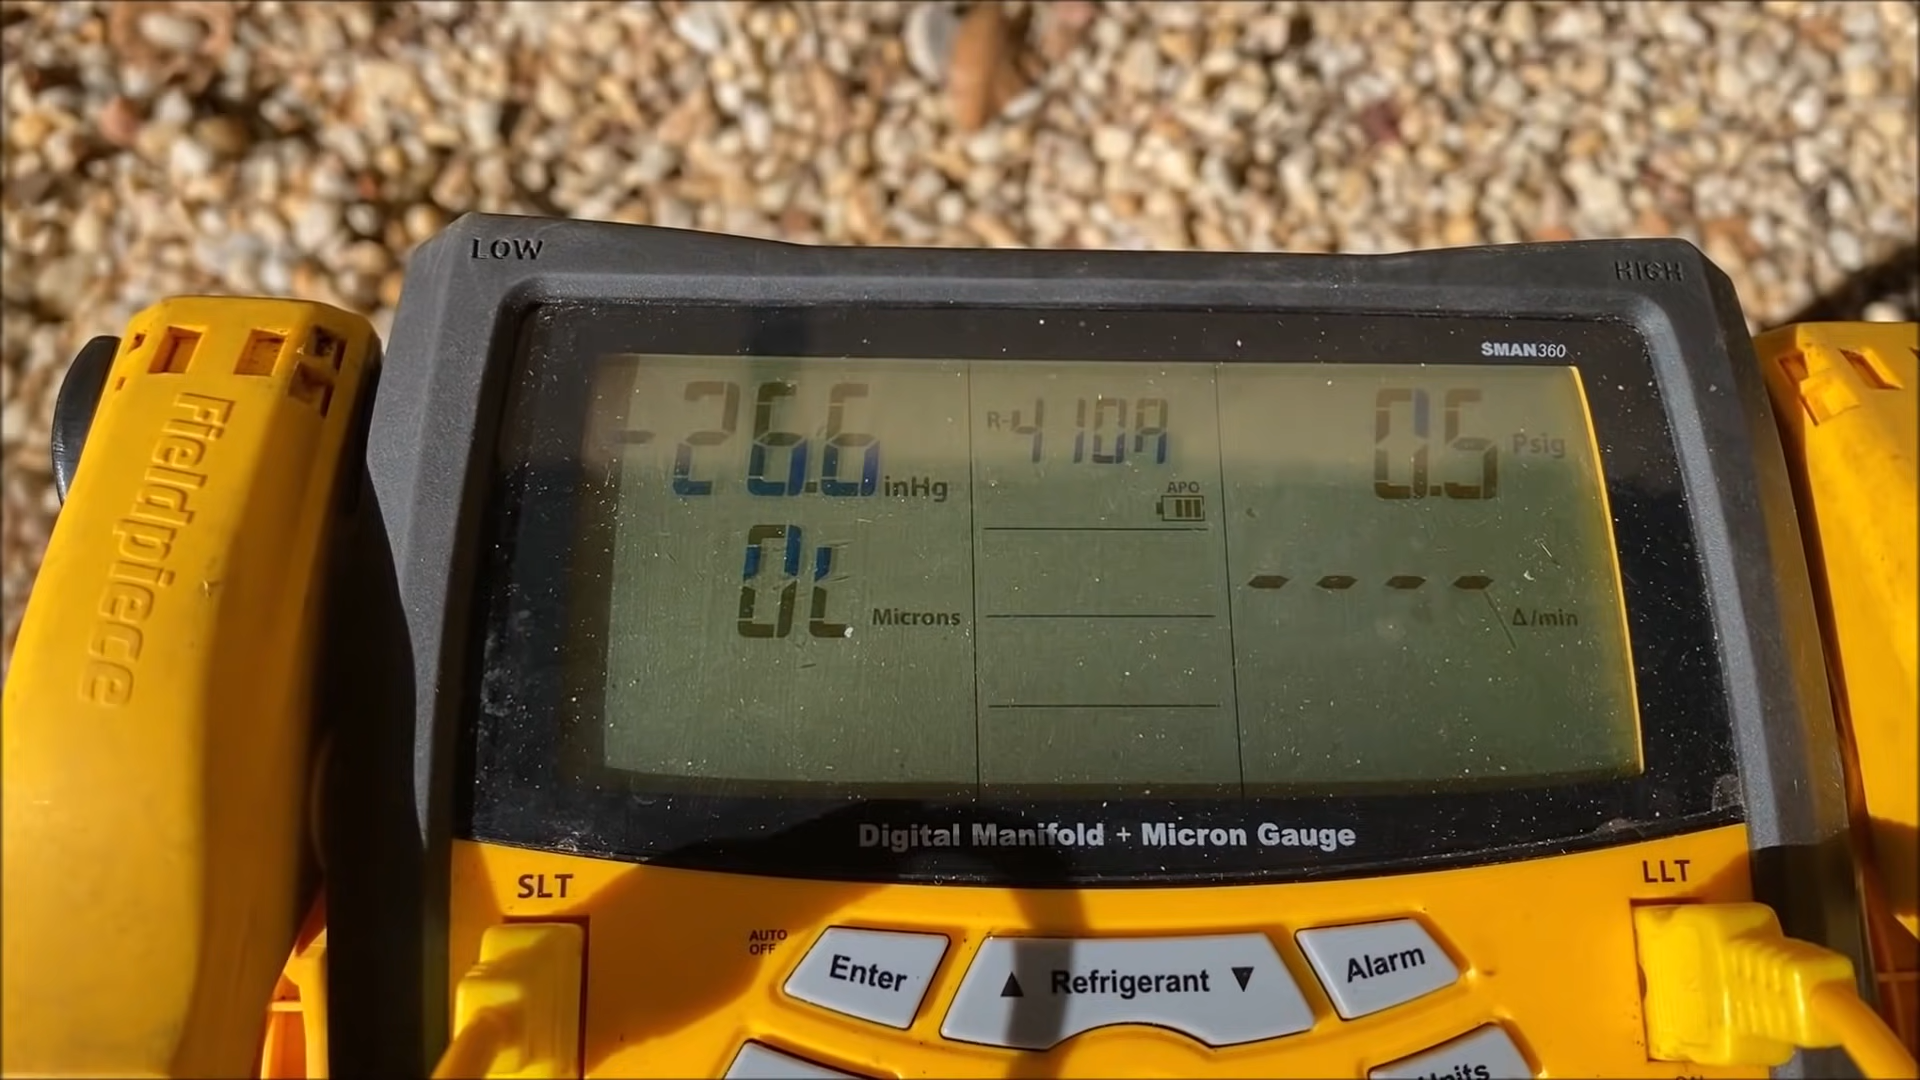 LOW
HIGH
Fieldpiece
SMAN360
-26.6 inHg
R-410A
0.5 Psig
APO
OL Microns
- - - - Δ/min
Digital Manifold + Micron Gauge
SLT
LLT
AUTO
OFF
Enter
▲ Refrigerant ▼
Alarm
Units